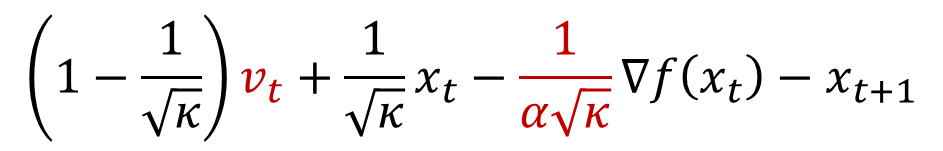 (1 − 1/√κ) v_t + 1/√κ x_t − 1/(α√κ) ∇f(x_t) − x_{t+1}